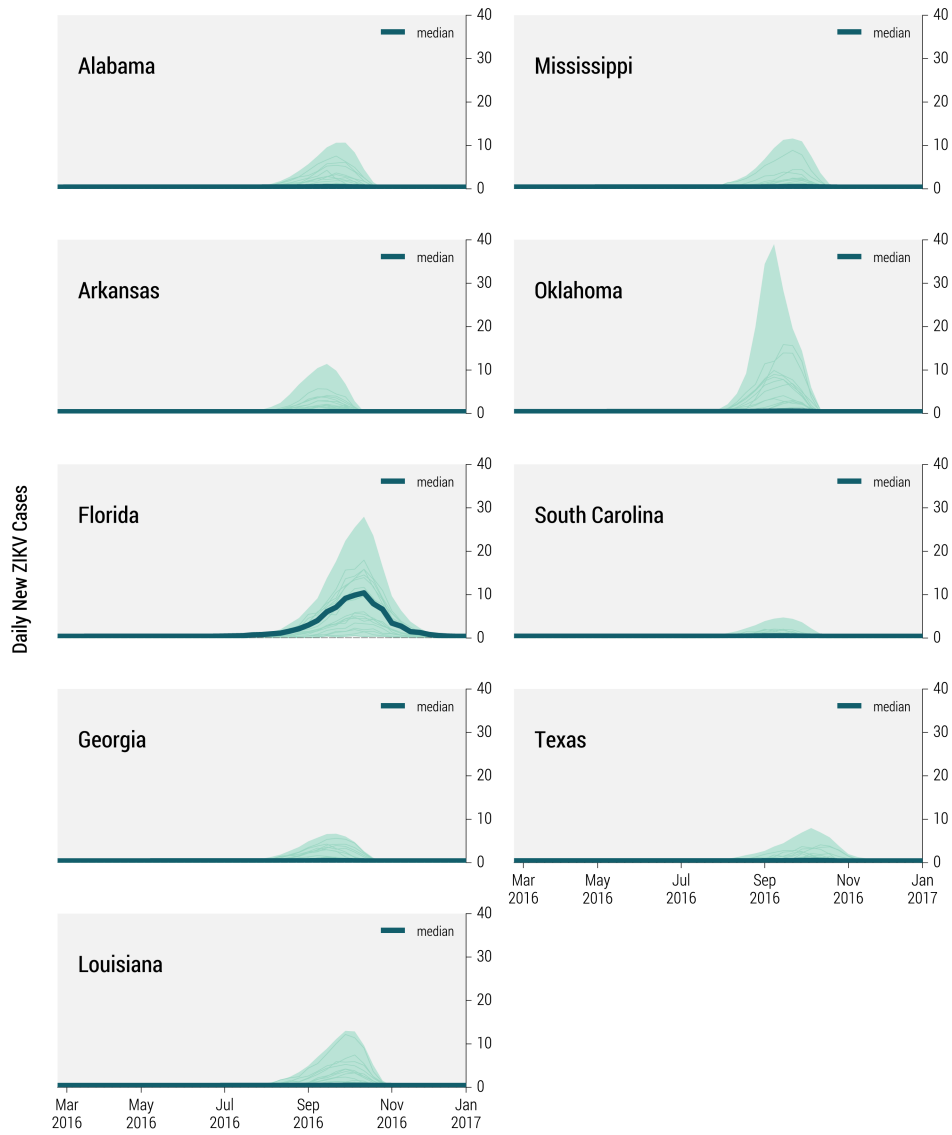 Daily New ZIKV Cases
Alabama
median
40
30
20
10
0
Mississippi
median
40
30
20
10
0
Arkansas
median
40
30
20
10
0
Oklahoma
median
40
30
20
10
0
Florida
median
40
30
20
10
0
South Carolina
median
40
30
20
10
0
Georgia
median
40
30
20
10
0
Texas
median
40
30
20
10
0
Mar May Jul Sep Nov Jan
2016 2016 2016 2016 2016 2017
Louisiana
median
40
30
20
10
0
Mar May Jul Sep Nov Jan
2016 2016 2016 2016 2016 2017